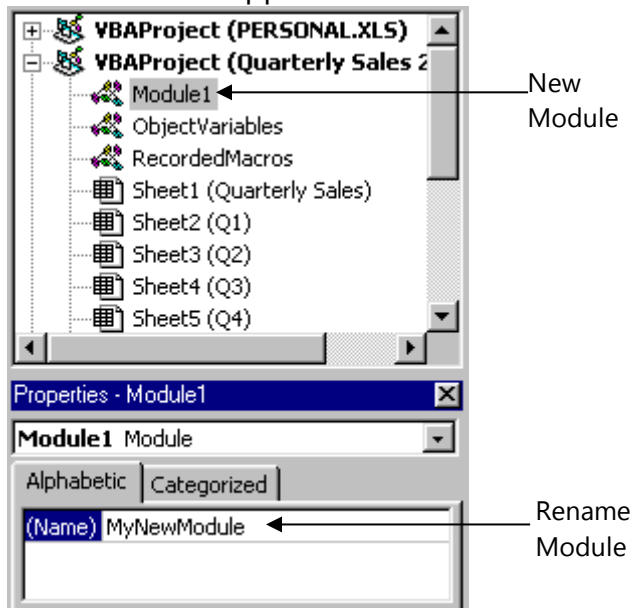 VBAProject (PERSONAL.XLS)
VBAProject (Quarterly Sales 2
Module1
New
Module
ObjectVariables
RecordedMacros
Sheet1 (Quarterly Sales)
Sheet2 (Q1)
Sheet3 (Q2)
Sheet4 (Q3)
Sheet5 (Q4)
Properties - Module1
Module1 Module
Alphabetic Categorized
(Name) MyNewModule
Rename
Module